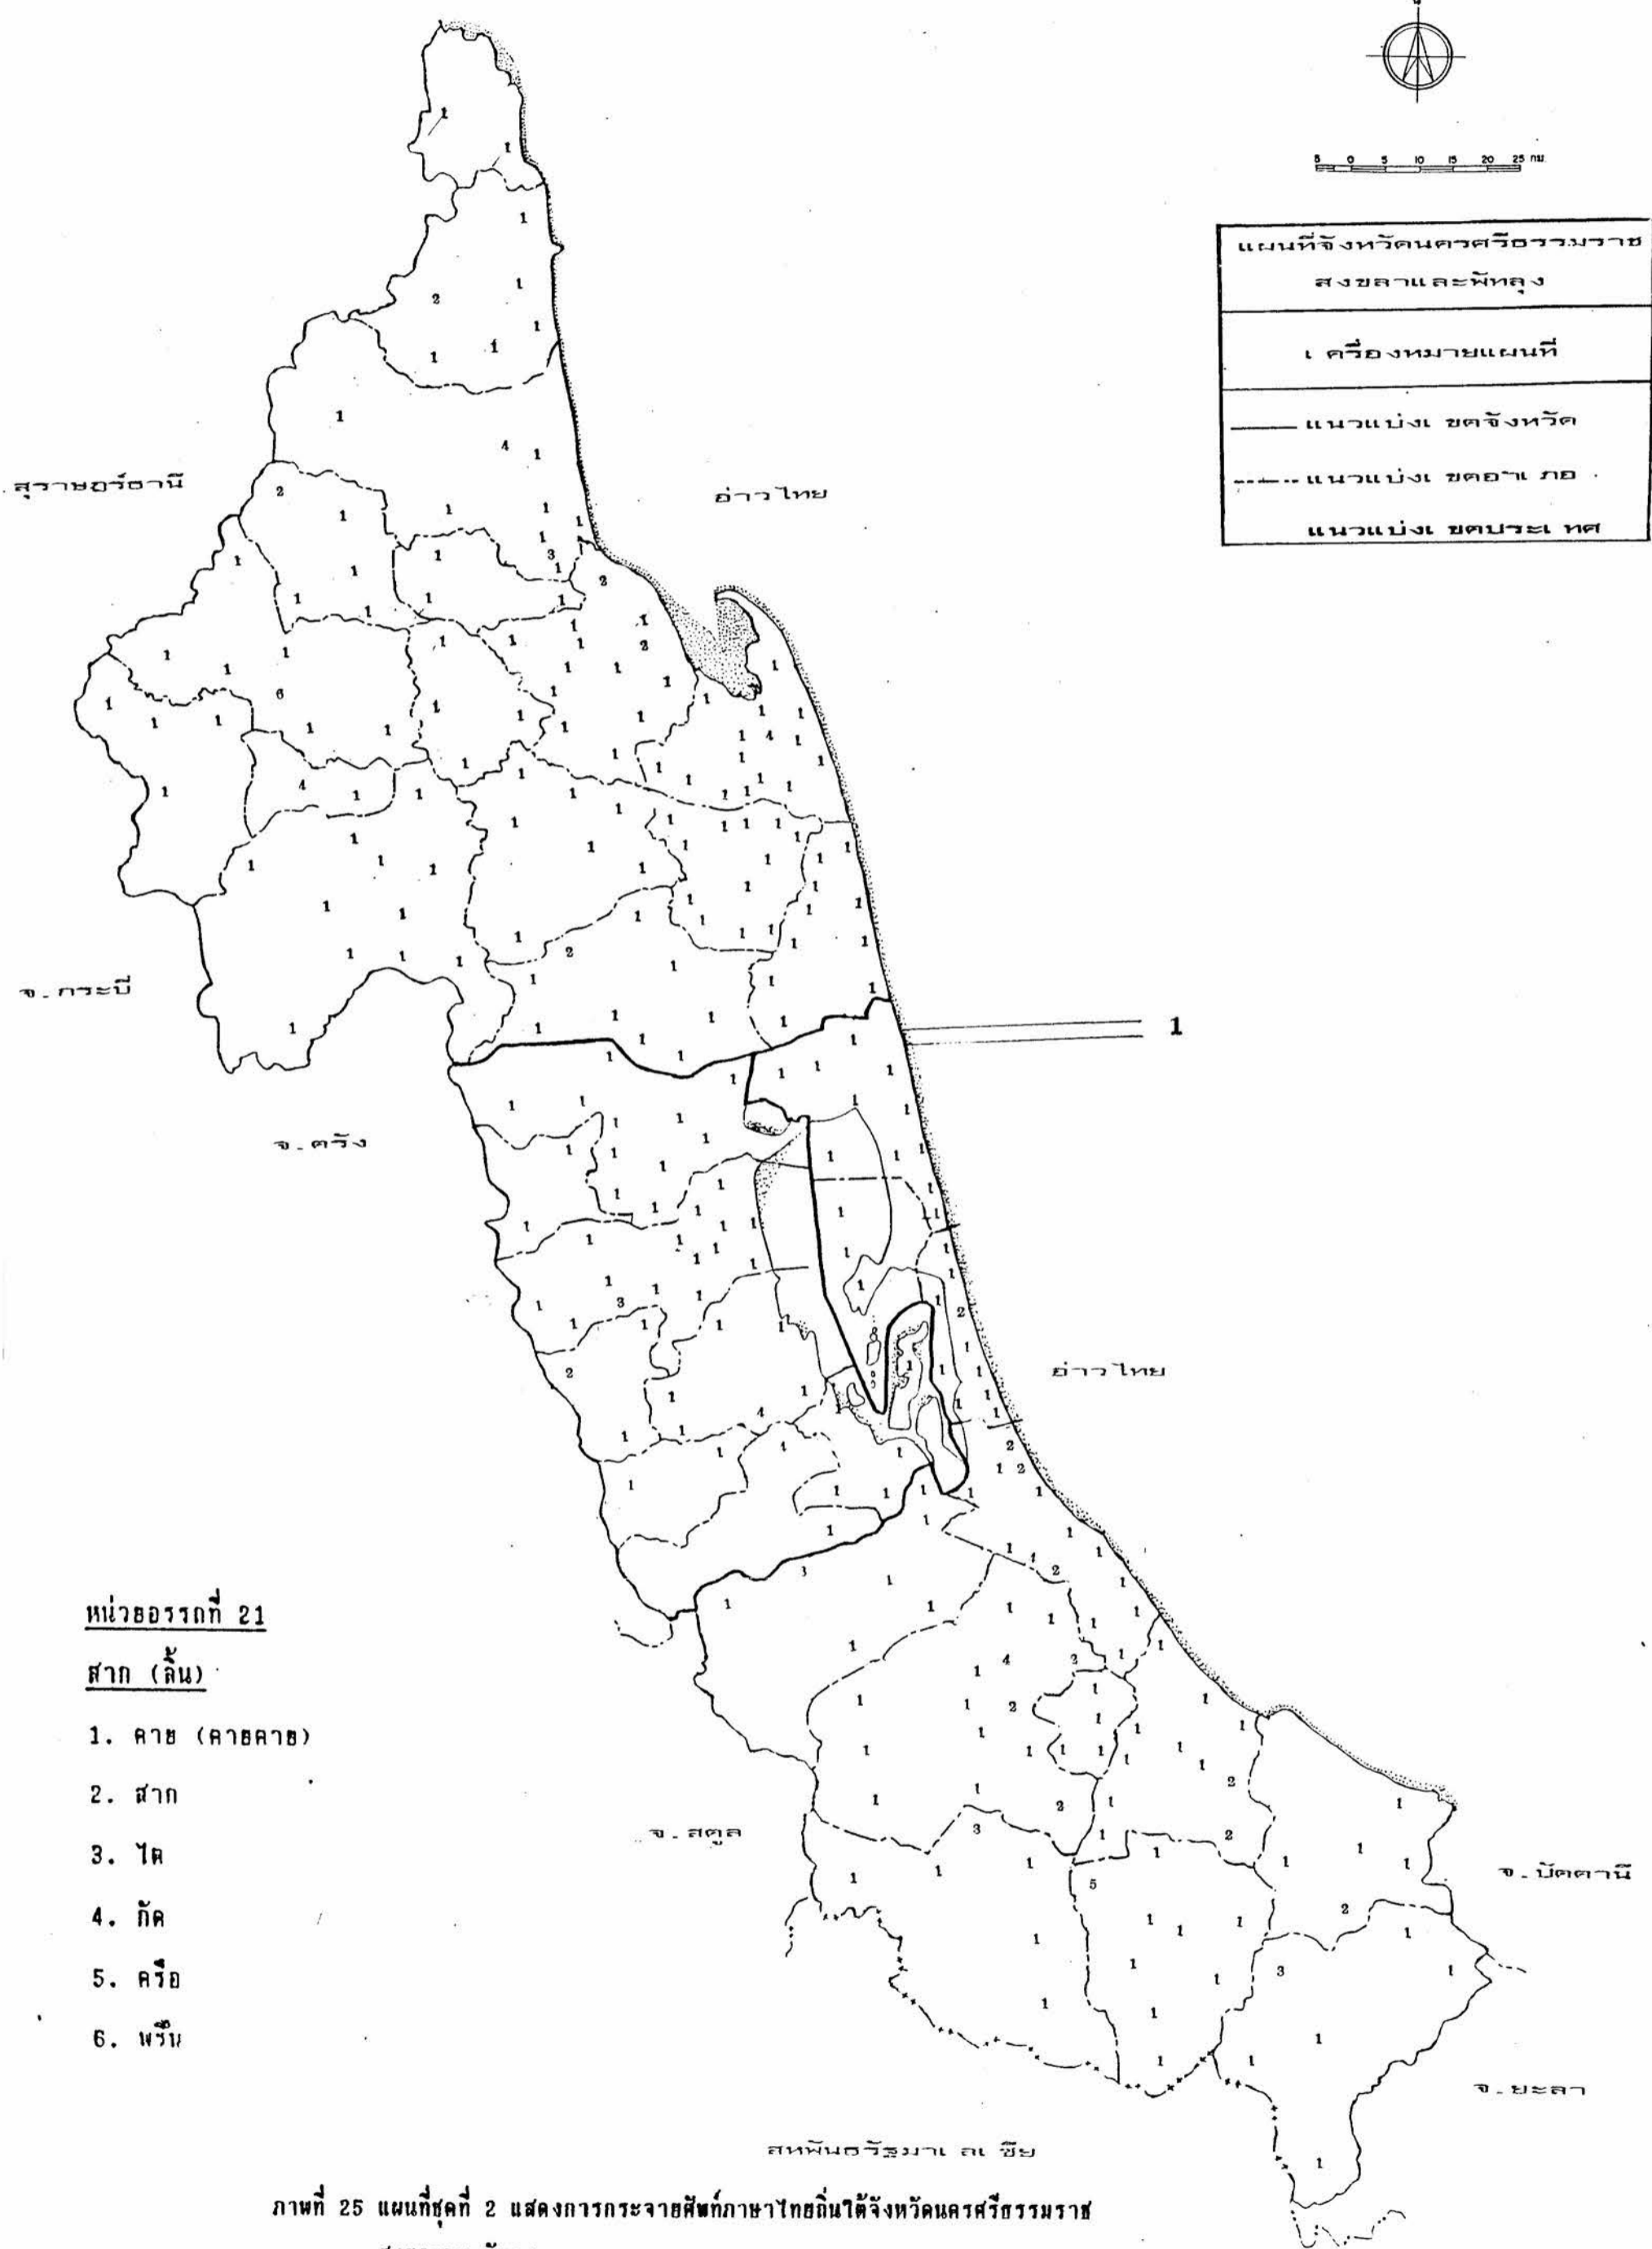 น
5 0 5 10 15 20 25 กม.
แผนที่จังหวัดนครศรีธรรมราช
สงขลาและพัทลุง
เครื่องหมายแผนที่
แนวแบ่งเขตจังหวัด
แนวแบ่งเขตอำเภอ
แนวแบ่งเขตประเทศ
สุราษฎร์ธานี
อ่าวไทย
จ.กระบี่
1
จ.ตรัง
อ่าวไทย
จ.สตูล
จ.ปัตตานี
จ.ยะลา
สหพันธรัฐมาเลเซีย
หน่วยอรรถที่ 21
สาก (ลิ้น)
1. คาย (คายคาย)
2. สาก
3. ไค
4. กัด
5. ครือ
6. พรึน
ภาพที่ 25 แผนที่ชุดที่ 2 แสดงการกระจายศัพท์ภาษาไทยถิ่นใต้จังหวัดนครศรีธรรมราช